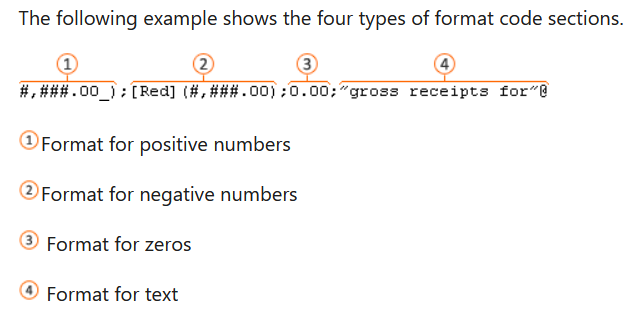 The following example shows the four types of format code sections.
1 2 3 4
#,###.00_);[Red](#,###.00);0.00;"gross receipts for"@
1 Format for positive numbers
2 Format for negative numbers
3 Format for zeros
4 Format for text